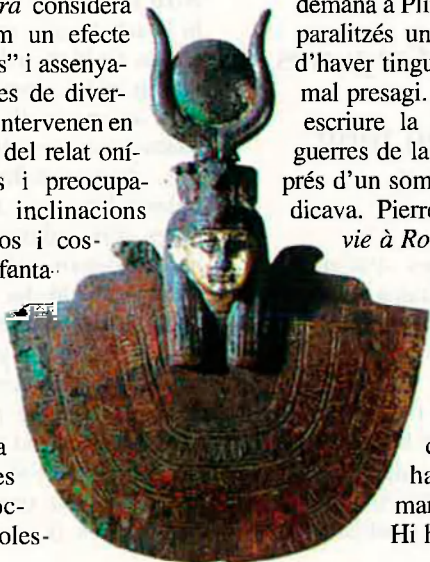 ra considera
m un efecte
s" i assenya-
es de diver-
ntervenen en
del relat oní-
s i preocupa-
inclinacions
os i cos-
fanta-
a
es
oc-
oles-
demana a Pli
paralitzés un
d'haver tingu
mal presagi.
escriure la
guerres de la
prés d'un som
dicava. Pierre
vie à Ro
c
ha
mar
Hi h